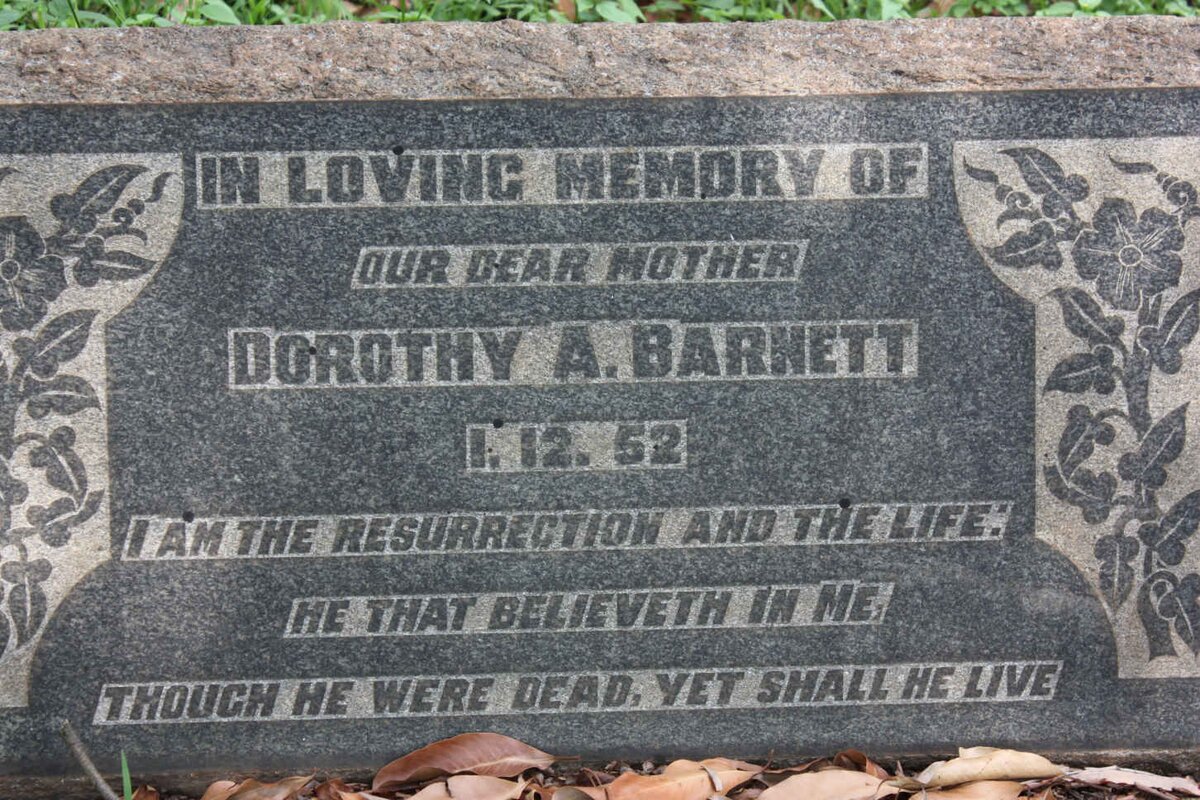 IN LOVING MEMORY OF
OUR DEAR MOTHER
DOROTHY A. BARNETT
1. 12. 52
I AM THE RESURRECTION AND THE LIFE:
HE THAT BELIEVETH IN ME,
THOUGH HE WERE DEAD, YET SHALL HE LIVE